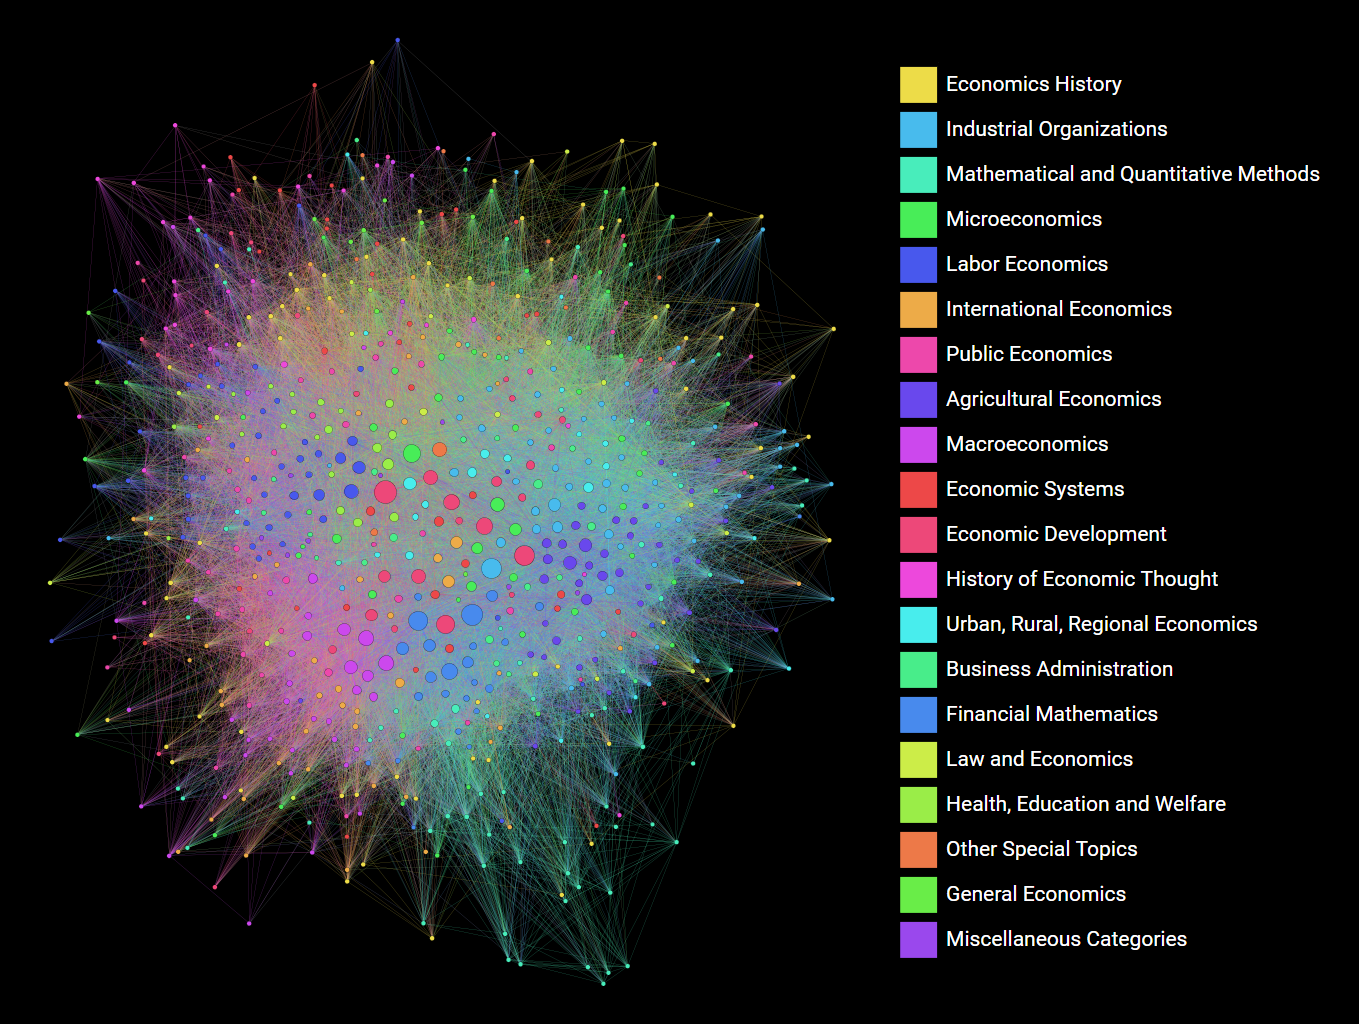 Economics History
Industrial Organizations
Mathematical and Quantitative Methods
Microeconomics
Labor Economics
International Economics
Public Economics
Agricultural Economics
Macroeconomics
Economic Systems
Economic Development
History of Economic Thought
Urban, Rural, Regional Economics
Business Administration
Financial Mathematics
Law and Economics
Health, Education and Welfare
Other Special Topics
General Economics
Miscellaneous Categories